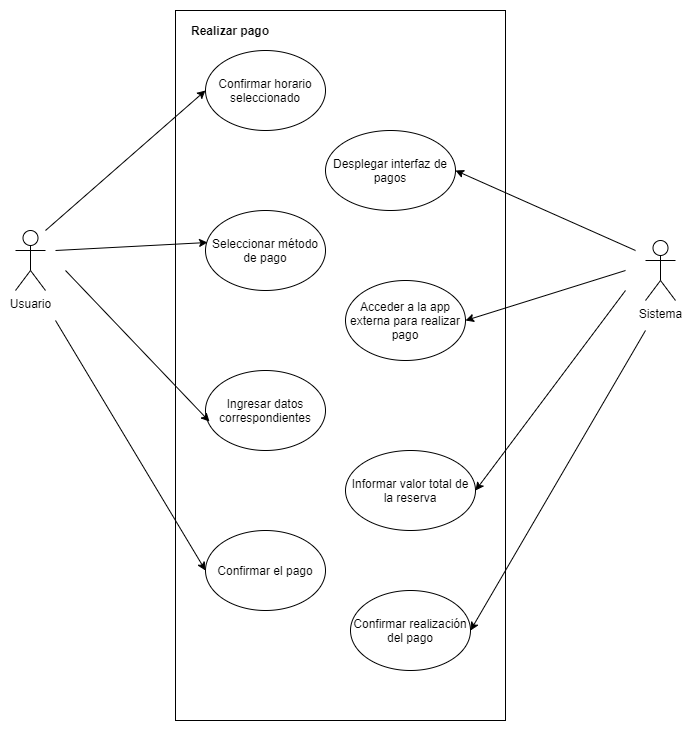 Realizar pago
Confirmar horario
seleccionado
Desplegar interfaz de
pagos
Seleccionar método
de pago
Usuario
Acceder a la app
externa para realizar
pago
Sistema
Ingresar datos
correspondientes
Informar valor total de
la reserva
Confirmar el pago
Confirmar realización
del pago